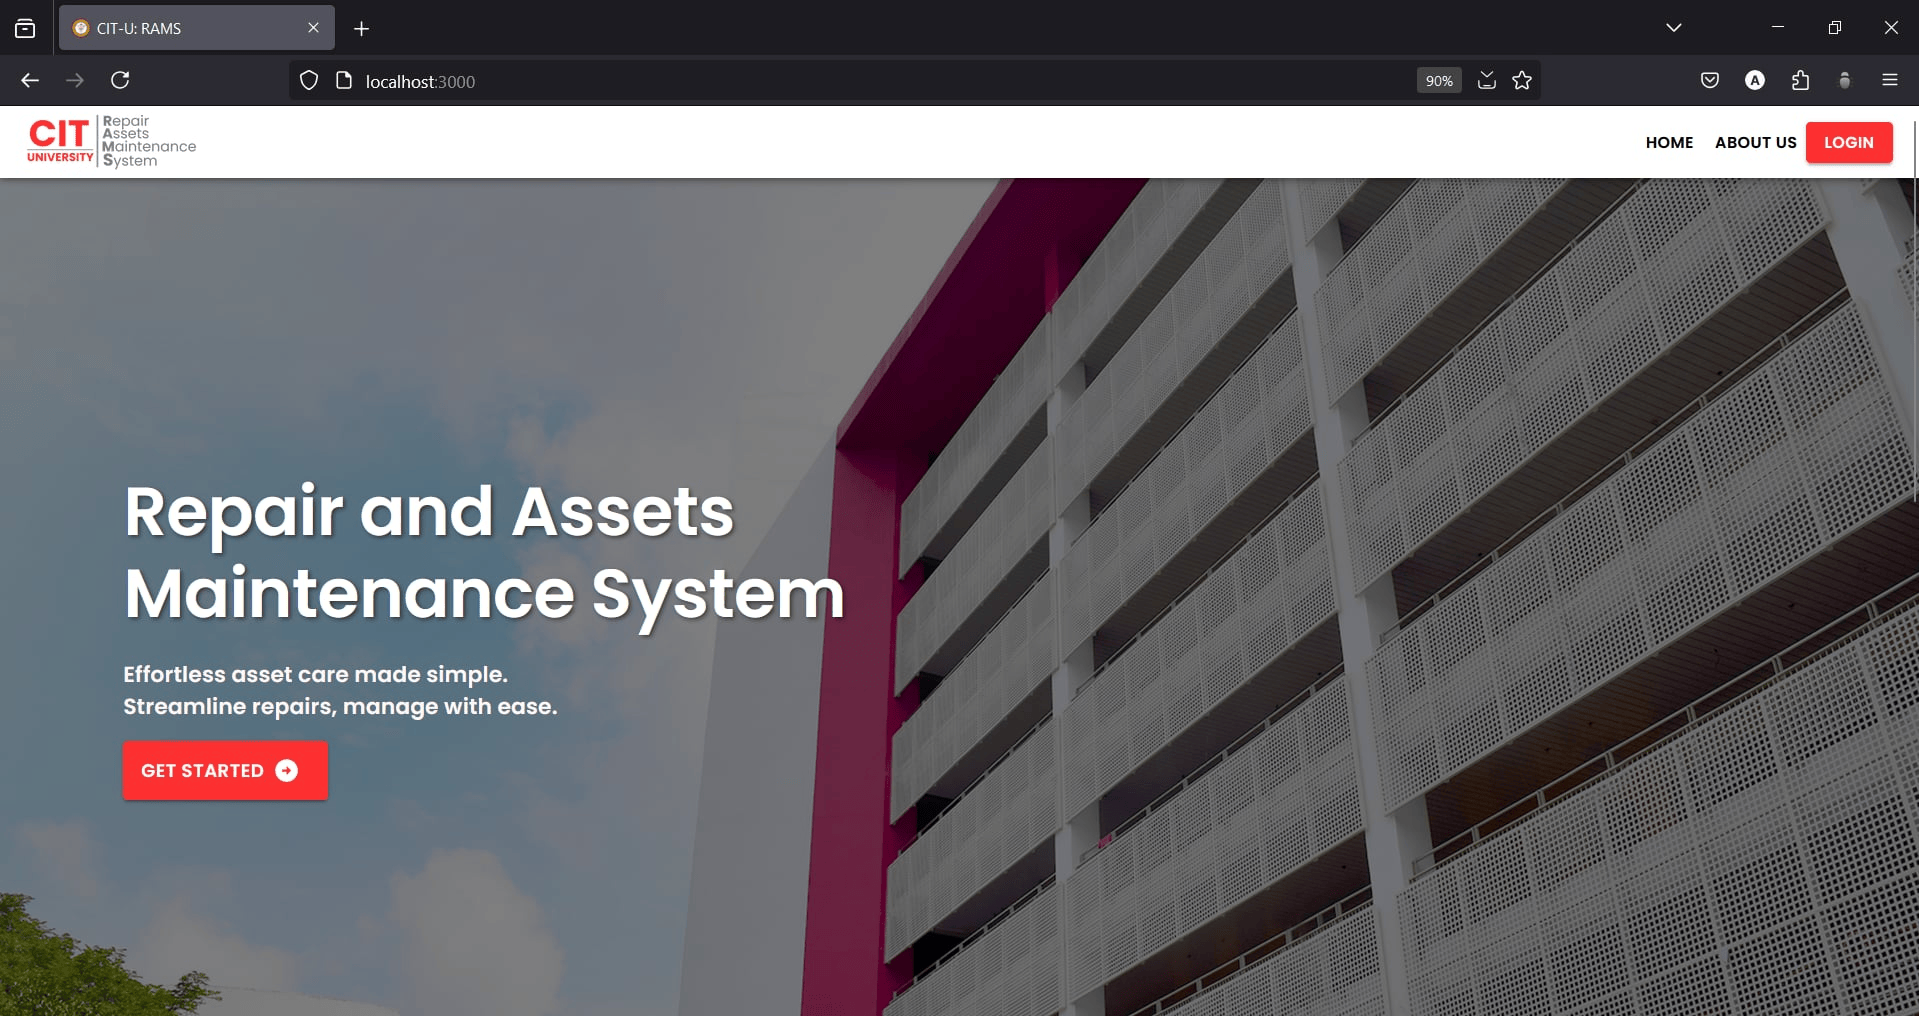 CIT-U: RAMS
localhost:3000
90%
A
CIT
UNIVERSITY
Repair
Assets
Maintenance
System
HOME
ABOUT US
LOGIN
Repair and Assets
Maintenance System
Effortless asset care made simple.
Streamline repairs, manage with ease.
GET STARTED